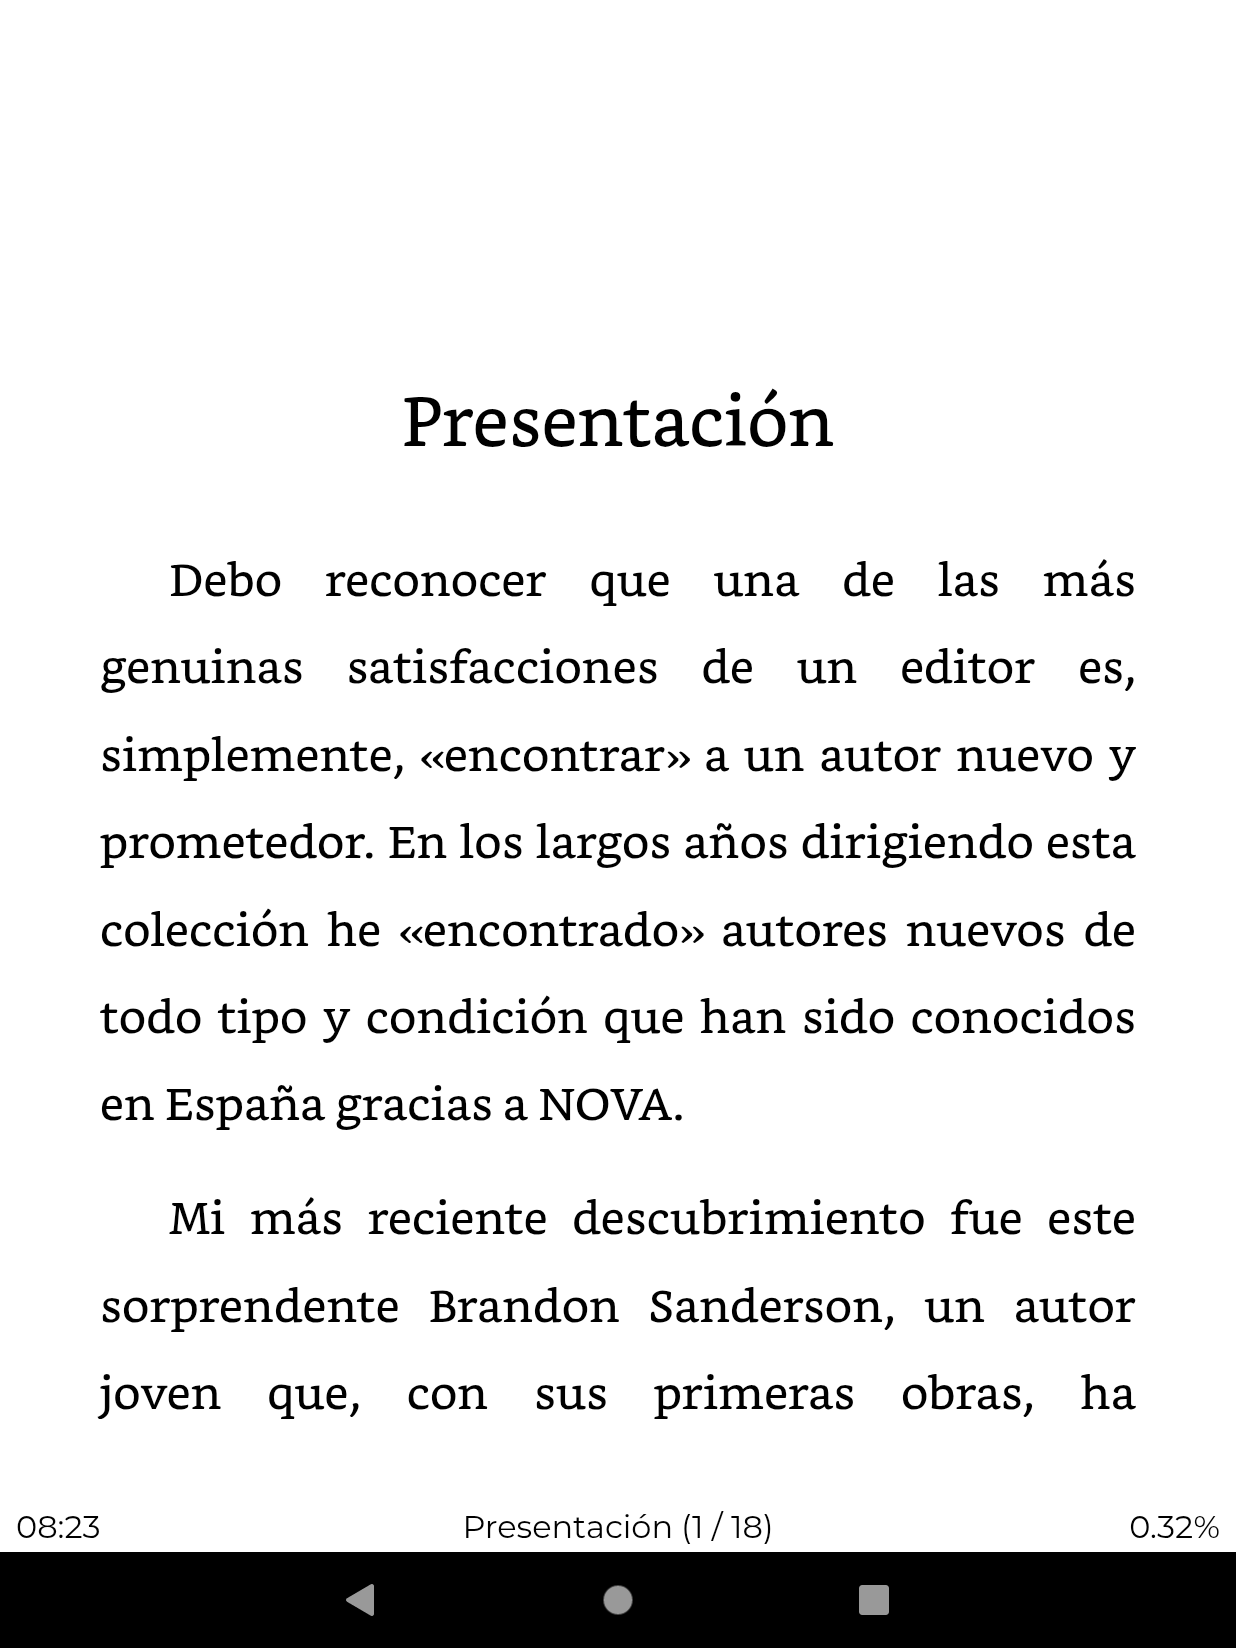 Presentación
Debo reconocer que una de las más
genuinas satisfacciones de un editor es,
simplemente, «encontrar» a un autor nuevo y
prometedor. En los largos años dirigiendo esta
colección he «encontrado» autores nuevos de
todo tipo y condición que han sido conocidos
en España gracias a NOVA.
Mi más reciente descubrimiento fue este
sorprendente Brandon Sanderson, un autor
joven que, con sus primeras obras, ha
08:23 Presentación (1 / 18) 0.32%